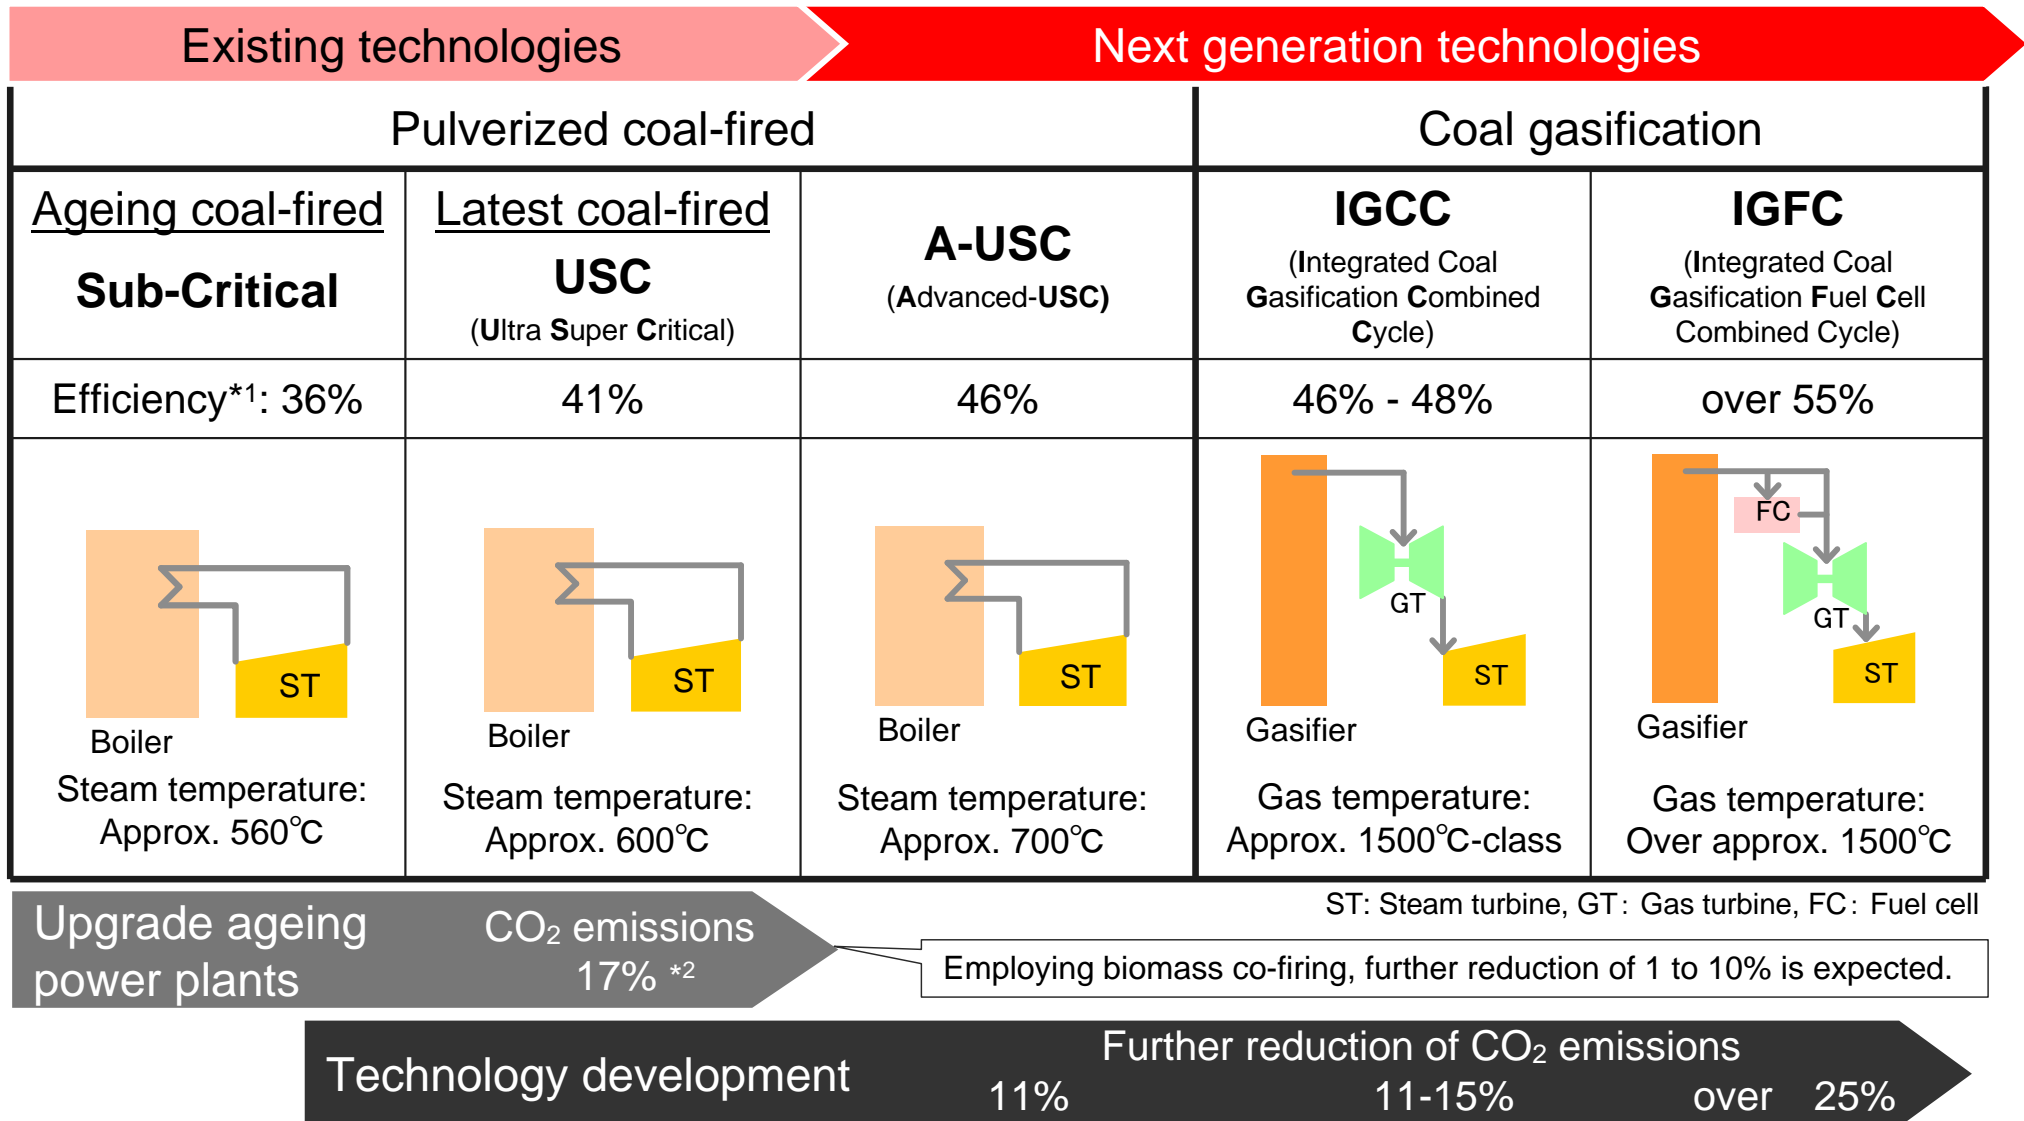 Existing technologies
Next generation technologies
Pulverized coal-fired
Coal gasification
Ageing coal-fired
Sub-Critical
Latest coal-fired
USC
(Ultra Super Critical)
A-USC
(Advanced-USC)
IGCC
(Integrated Coal
Gasification Combined
Cycle)
IGFC
(Integrated Coal
Gasification Fuel Cell
Combined Cycle)
Efficiency*1: 36%
41%
46%
46% - 48%
over 55%
ST
Boiler
Steam temperature:
Approx. 560℃
ST
Boiler
Steam temperature:
Approx. 600℃
ST
Boiler
Steam temperature:
Approx. 700℃
GT
ST
Gasifier
Gas temperature:
Approx. 1500℃-class
FC
GT
ST
Gasifier
Gas temperature:
Over approx. 1500℃
ST: Steam turbine, GT: Gas turbine, FC: Fuel cell
Upgrade ageing
power plants
CO2 emissions
17% *2
Employing biomass co-firing, further reduction of 1 to 10% is expected.
Technology development
Further reduction of CO2 emissions
11%
11-15%
over 25%